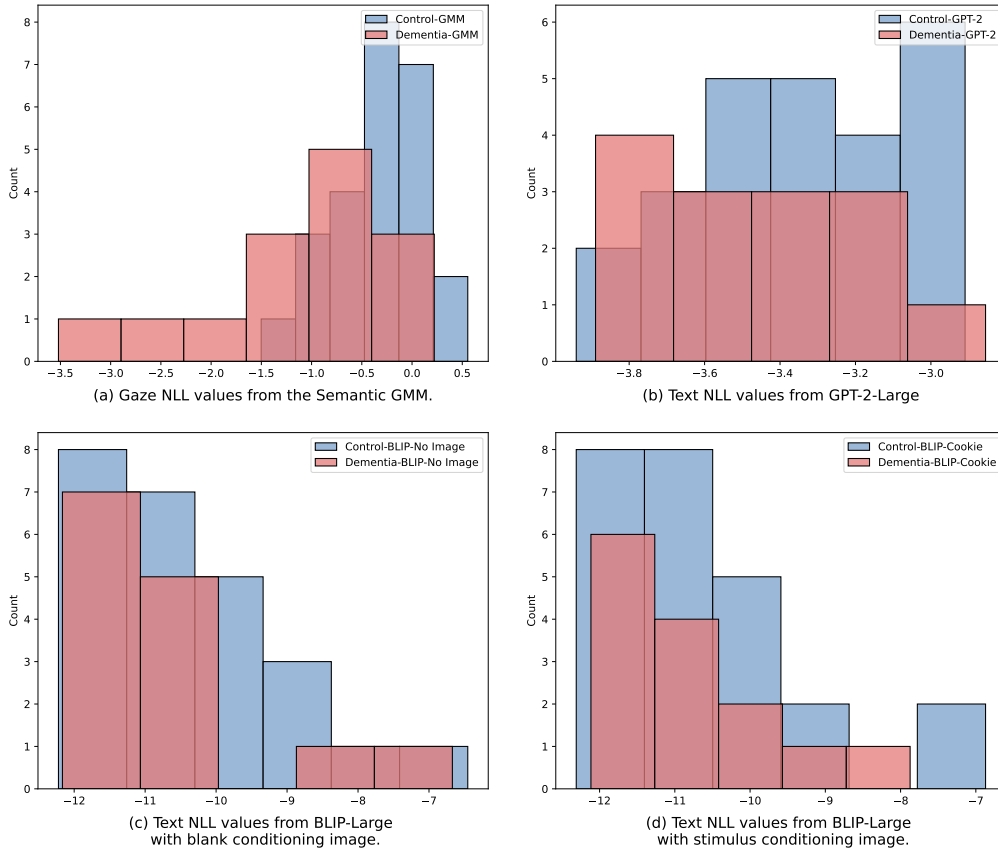 Control-GMM
Dementia-GMM
Count
8
7
6
5
4
3
2
1
0
−3.5 −3.0 −2.5 −2.0 −1.5 −1.0 −0.5 0.0 0.5
(a) Gaze NLL values from the Semantic GMM.
Control-GPT-2
Dementia-GPT-2
Count
6
5
4
3
2
1
0
−3.8 −3.6 −3.4 −3.2 −3.0
(b) Text NLL values from GPT-2-Large
Control-BLIP-No Image
Dementia-BLIP-No Image
Count
8
7
6
5
4
3
2
1
0
−12 −11 −10 −9 −8 −7
(c) Text NLL values from BLIP-Large
with blank conditioning image.
Control-BLIP-Cookie
Dementia-BLIP-Cookie
Count
8
7
6
5
4
3
2
1
0
−12 −11 −10 −9 −8 −7
(d) Text NLL values from BLIP-Large
with stimulus conditioning image.